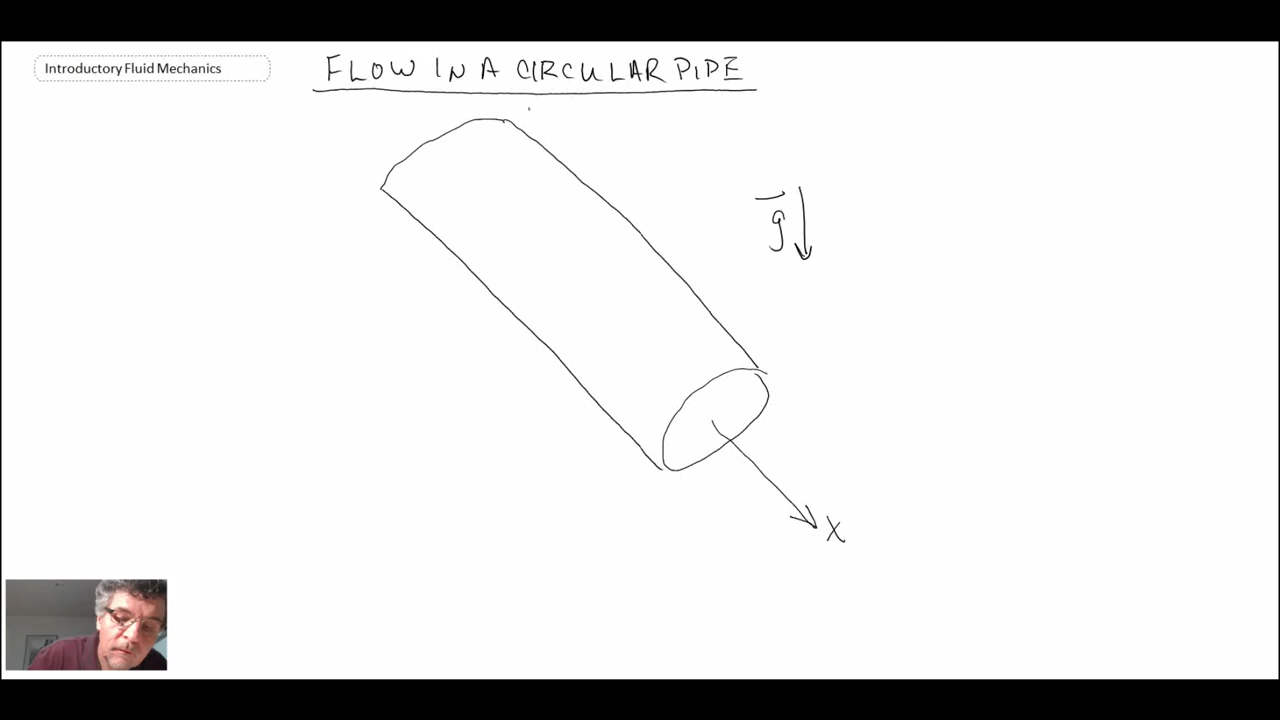 Introductory Fluid Mechanics
FLOW IN A CIRCULAR PIPE
g
X